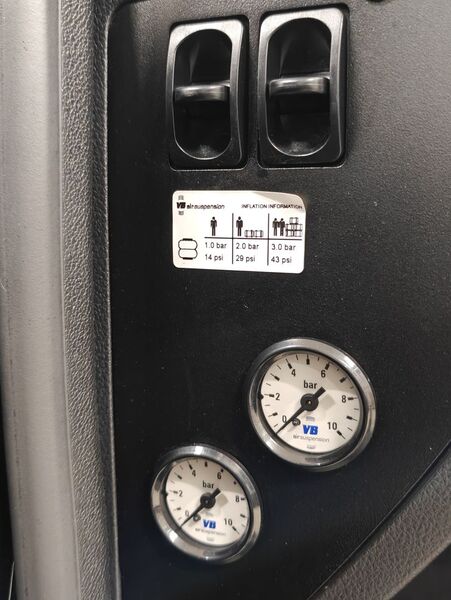 VB airsuspension INFLATION INFORMATION
1.0 bar 2.0 bar 3.0 bar
14 psi 29 psi 43 psi
0 2 4 6 8 10
bar
VB
airsuspension
0 2 4 6 8 10
bar
VB
airsuspension